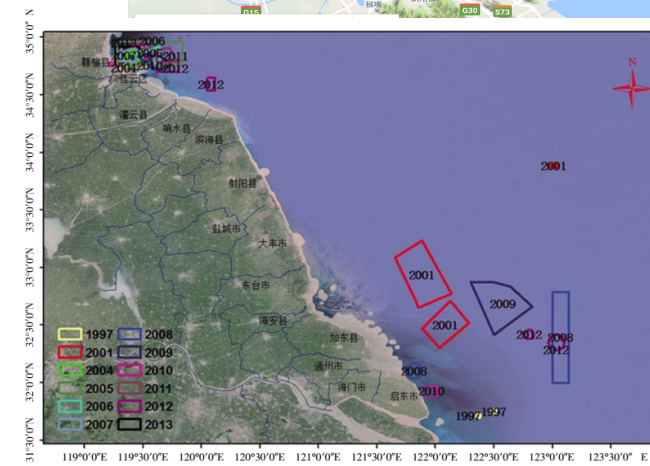 G15
猴嘴
G30
S73
35°0'0"N
34°30'0"N
34°0'0"N
33°30'0"N
33°0'0"N
32°30'0"N
32°0'0"N
31°30'0"N
N
2006
2007
2011
赣榆县
2004
2010
2012
连云区
2012
灌云县
响水县
滨海县
射阳县
盐城市
大丰市
东台市
海安县
如东县
通州市
海门市
启东市
2001
2001
2001
2009
2012
2008
2012
2008
2010
1997
1997
1997
2001
2004
2005
2006
2007
2008
2009
2010
2011
2012
2013
119°0'0"E
119°30'0"E
120°0'0"E
120°30'0"E
121°0'0"E
121°30'0"E
122°0'0"E
122°30'0"E
123°0'0"E
123°30'0"
E